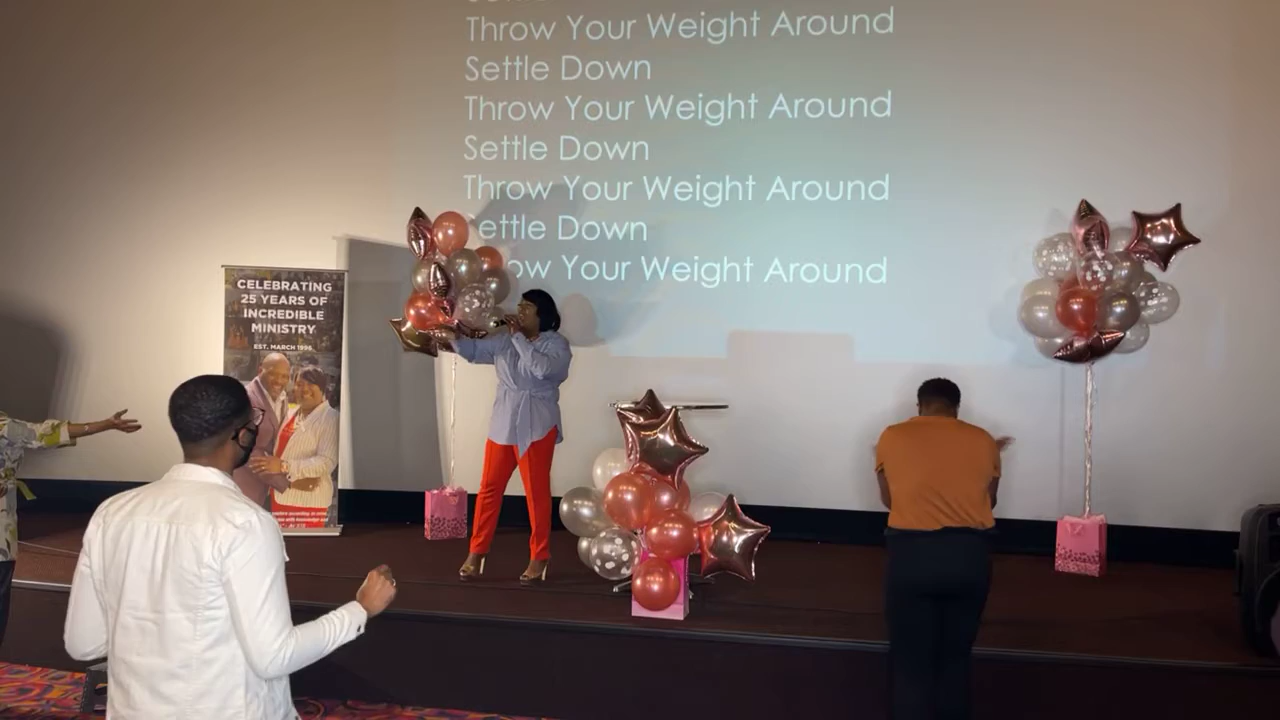 Throw Your Weight Around
Settle Down
Throw Your Weight Around
Settle Down
Throw Your Weight Around
ettle Down
ow Your Weight Around
CELEBRATING
25 YEARS OF
INCREDIBLE
MINISTRY
EST. MARCH 1996